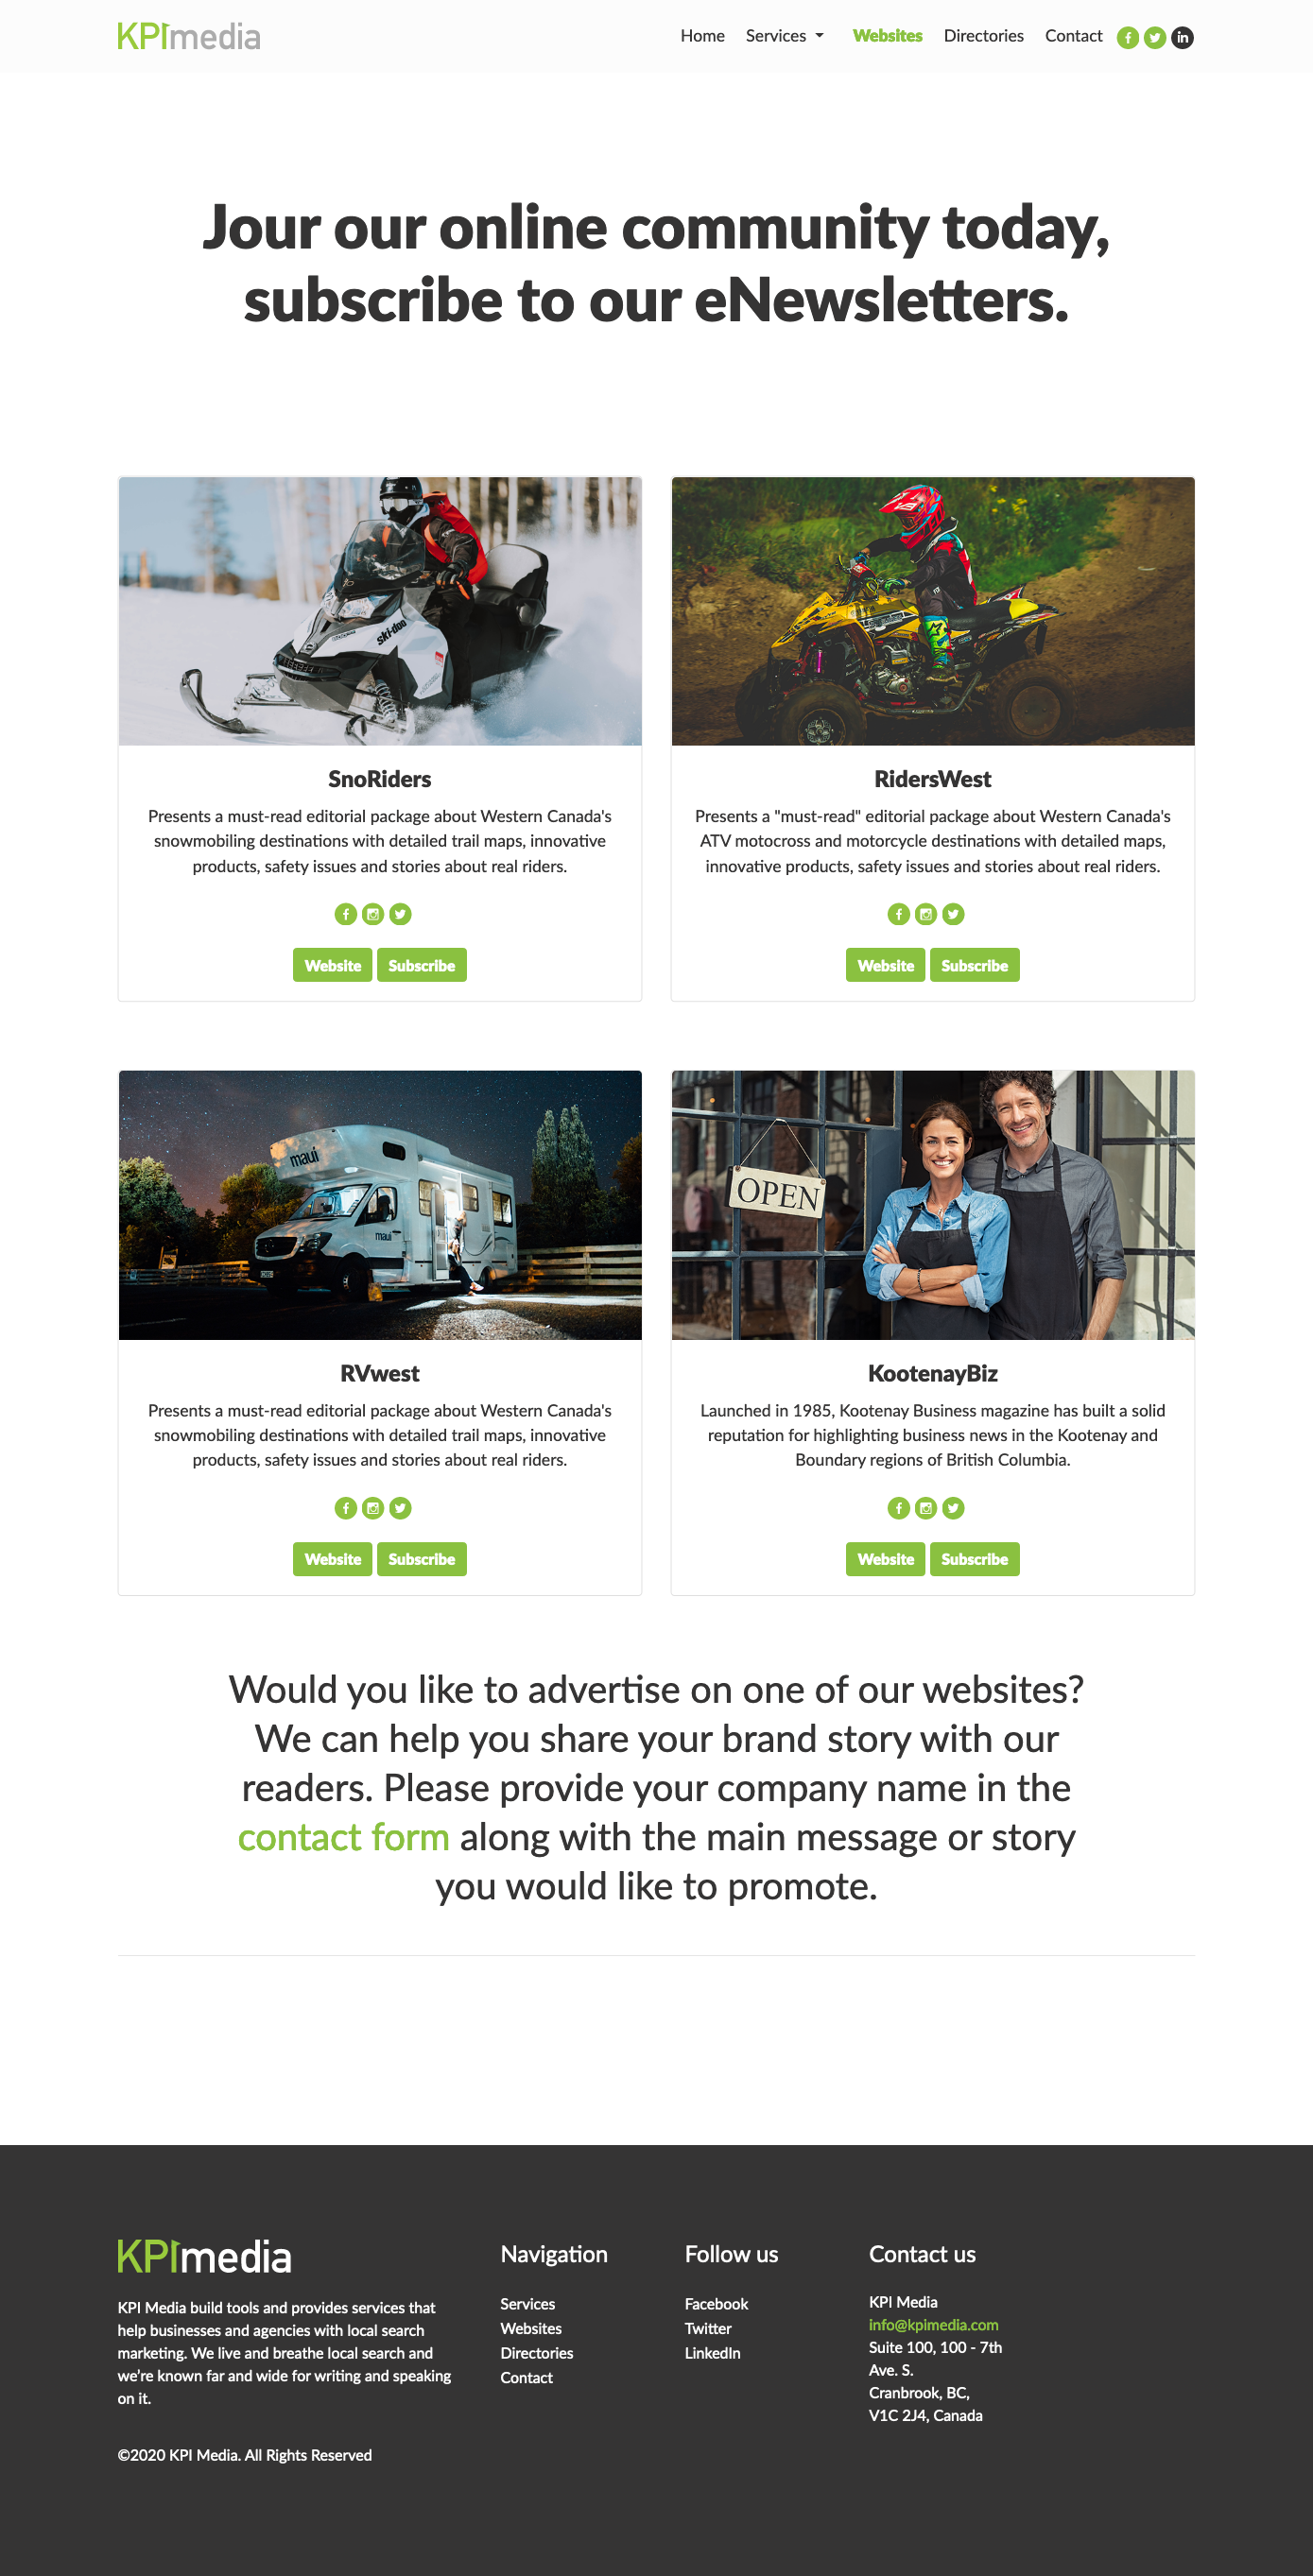 KPImedia
Home Services Websites Directories Contact
Jour our online community today,
subscribe to our eNewsletters.
ski-doo
SnoRiders
Presents a must-read editorial package about Western Canada's
snowmobiling destinations with detailed trail maps, innovative
products, safety issues and stories about real riders.
Website Subscribe
RidersWest
Presents a "must-read" editorial package about Western Canada's
ATV motocross and motorcycle destinations with detailed maps,
innovative products, safety issues and stories about real riders.
Website Subscribe
maui
maui
RVwest
Presents a must-read editorial package about Western Canada's
snowmobiling destinations with detailed trail maps, innovative
products, safety issues and stories about real riders.
Website Subscribe
OPEN
KootenayBiz
Launched in 1985, Kootenay Business magazine has built a solid
reputation for highlighting business news in the Kootenay and
Boundary regions of British Columbia.
Website Subscribe
Would you like to advertise on one of our websites?
We can help you share your brand story with our
readers. Please provide your company name in the
contact form along with the main message or story
you would like to promote.
KPImedia
KPI Media build tools and provides services that
help businesses and agencies with local search
marketing. We live and breathe local search and
we're known far and wide for writing and speaking
on it.
©2020 KPI Media. All Rights Reserved
Navigation
Services
Websites
Directories
Contact
Follow us
Facebook
Twitter
LinkedIn
Contact us
KPI Media
info@kpimedia.com
Suite 100, 100 - 7th
Ave. S.
Cranbrook, BC,
V1C 2J4, Canada